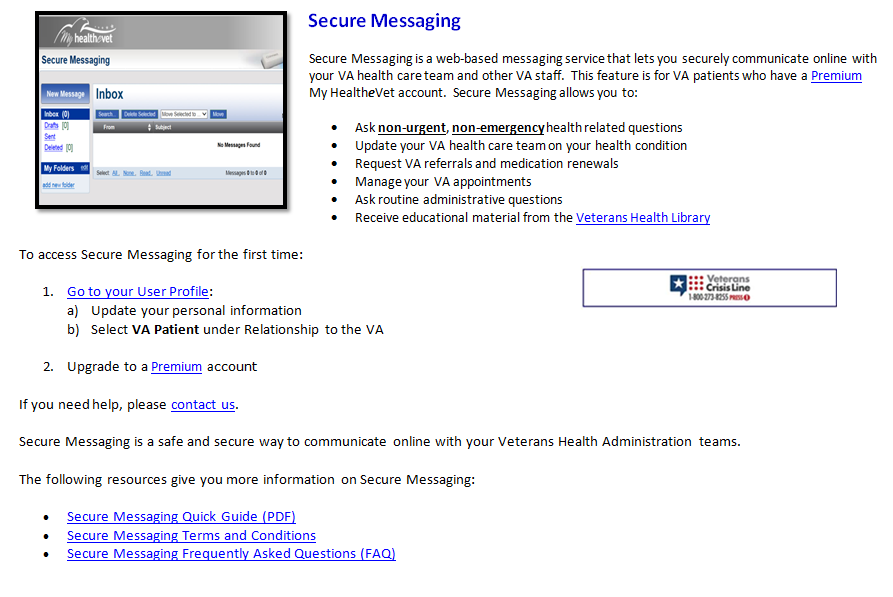 My healthevet
Secure Messaging
New Message
Inbox
Inbox (0)
Drafts [0]
Sent
Deleted [0]
My Folders edit
add new folder
Search... Delete Selected Move Selected to ... Move
From Subject
No Messages Found
Select: All, None, Read, Unread Messages 0 to 0 of 0
Secure Messaging
Secure Messaging is a web-based messaging service that lets you securely communicate online with
your VA health care team and other VA staff. This feature is for VA patients who have a Premium
My HealtheVet account. Secure Messaging allows you to:
• Ask non-urgent, non-emergency health related questions
• Update your VA health care team on your health condition
• Request VA referrals and medication renewals
• Manage your VA appointments
• Ask routine administrative questions
• Receive educational material from the Veterans Health Library
To access Secure Messaging for the first time:
1. Go to your User Profile:
a) Update your personal information
b) Select VA Patient under Relationship to the VA
2. Upgrade to a Premium account
Veterans
Crisis Line
1-800-273-8255 PRESS 1
If you need help, please contact us.
Secure Messaging is a safe and secure way to communicate online with your Veterans Health Administration teams.
The following resources give you more information on Secure Messaging:
• Secure Messaging Quick Guide (PDF)
• Secure Messaging Terms and Conditions
• Secure Messaging Frequently Asked Questions (FAQ)